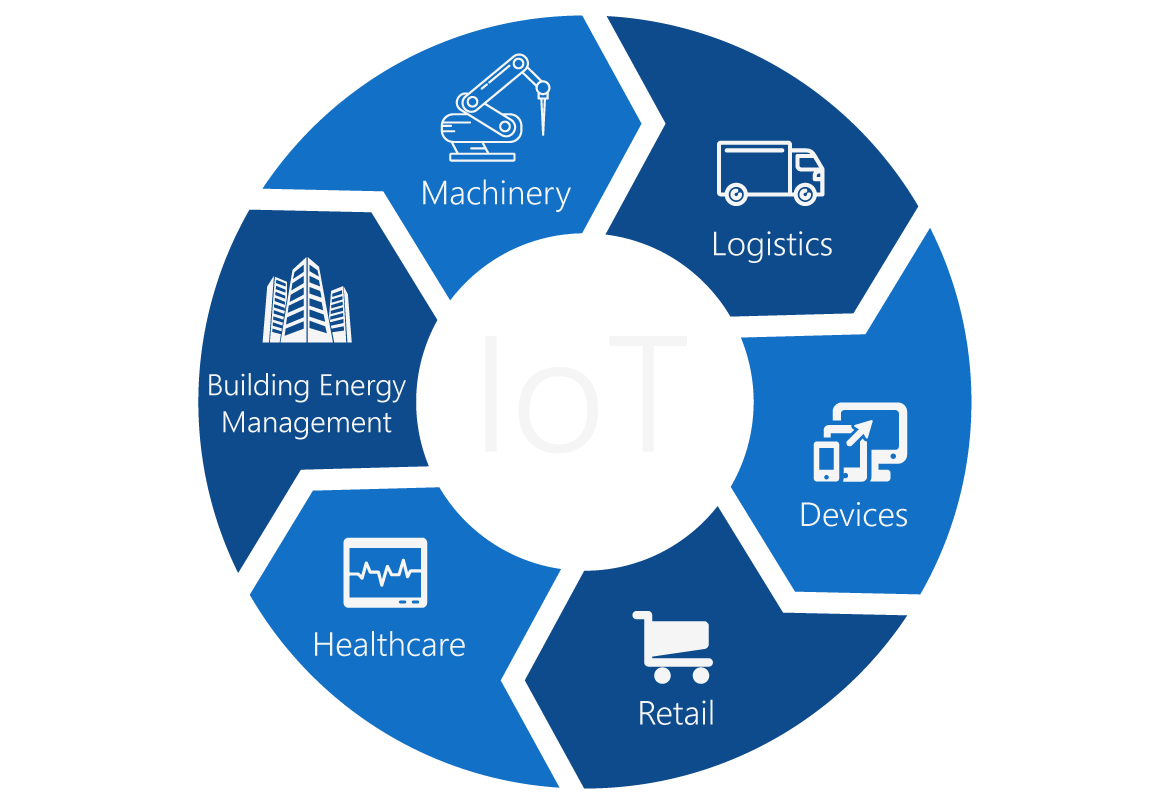 Machinery
Logistics
Building Energy
Management
IoT
Devices
Healthcare
Retail